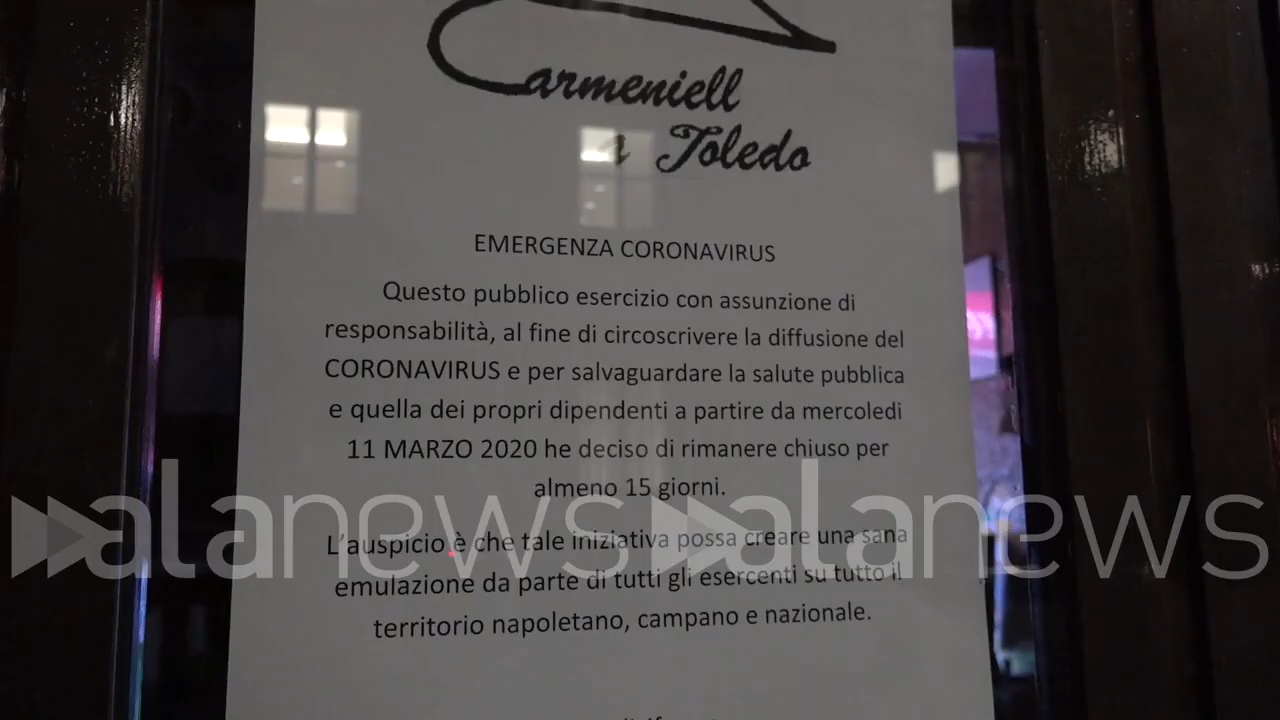 Carmeniell
a Toledo
EMERGENZA CORONAVIRUS
Questo pubblico esercizio con assunzione di
responsabilità, al fine di circoscrivere la diffusione del
CORONAVIRUS e per salvaguardare la salute pubblica
e quella dei propri dipendenti a partire da mercoledi
11 MARZO 2020 he deciso di rimanere chiuso per
almeno 15 giorni.
L'auspicio è che tale iniziativa possa creare una sana
emulazione da parte di tutti gli esercenti su tutto il
territorio napoletano, campano e nazionale.
alanews alanews